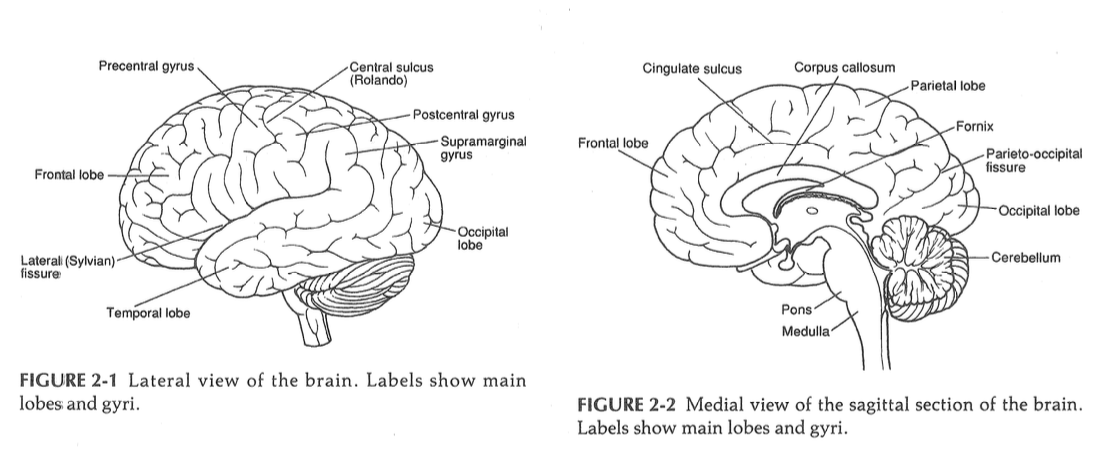 Precentral gyrus
Central sulcus
(Rolando)
Postcentral gyrus
Supramarginal
gyrus
Frontal lobe
Occipital
lobe
Lateral (Sylvian)
fissure
Temporal lobe
FIGURE 2-1 Lateral view of the brain. Labels show main
lobes and gyri.
Cingulate sulcus
Corpus callosum
Parietal lobe
Fornix
Frontal lobe
Parieto-occipital
fissure
Occipital lobe
Cerebellum
Pons
Medulla
FIGURE 2-2 Medial view of the sagittal section of the brain.
Labels show main lobes and gyri.